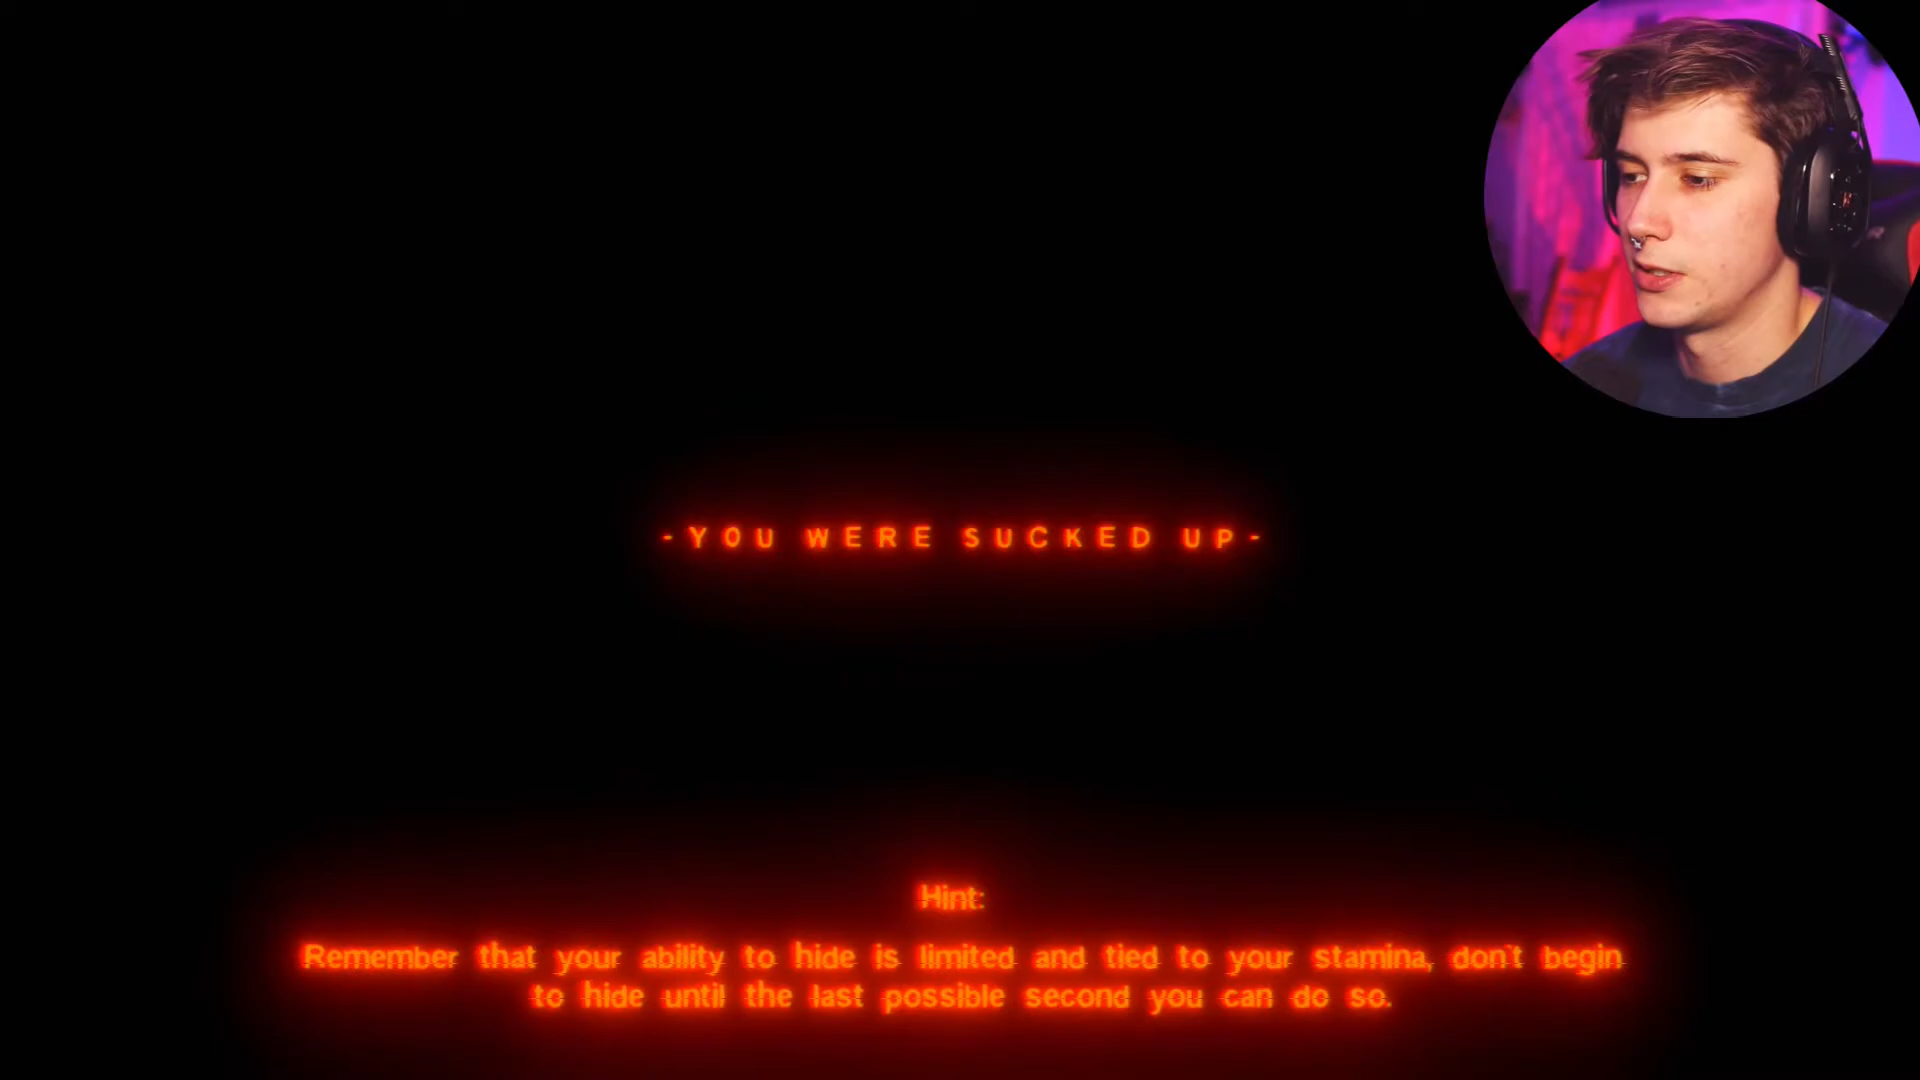 -YOU WERE SUCKED UP-
Hint:
Remember that your ability to hide is limited and tied to your stamina, don't begin
to hide until the last possible second you can do so.